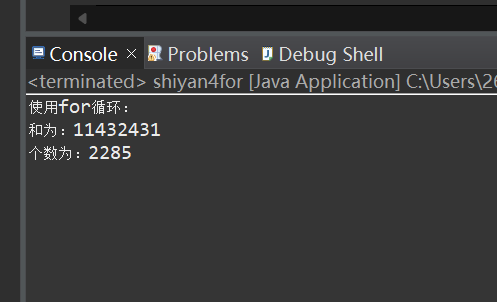 Console × Problems Debug Shell
<terminated> shiyan4for [Java Application] C:\Users\26
使用for循环:
和为: 11432431
个数为: 2285